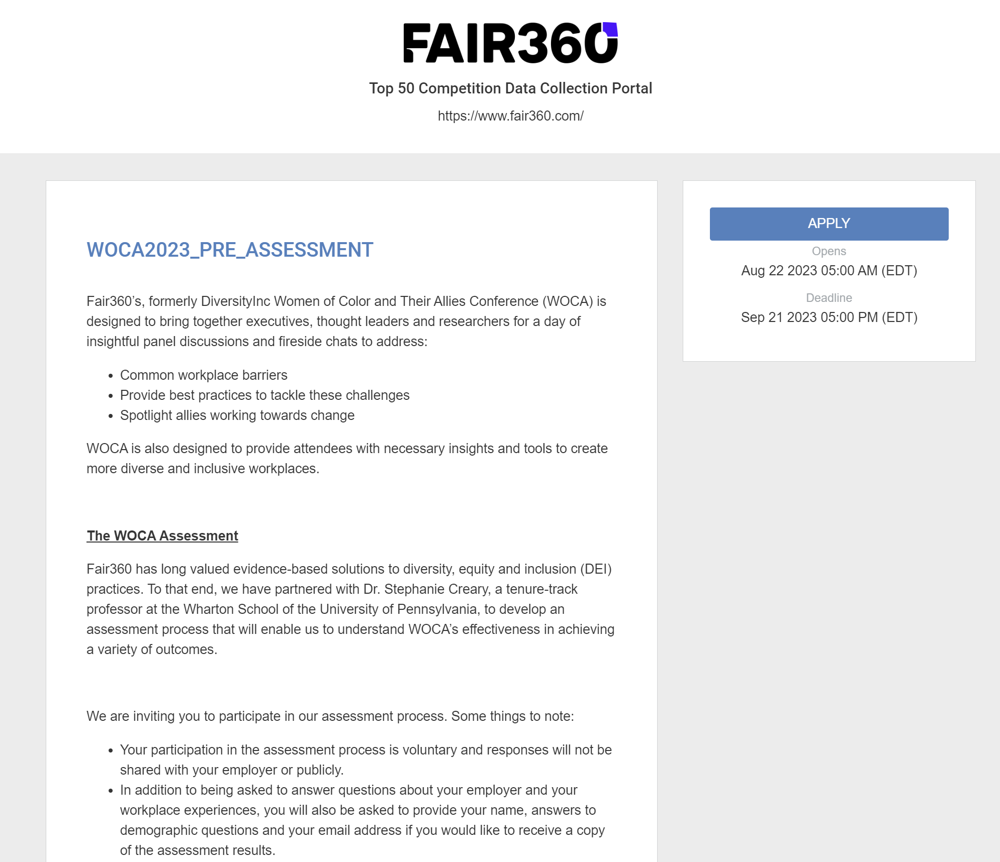 FAIR360
Top 50 Competition Data Collection Portal
https://www.fair360.com/
WOCA2023_PRE_ASSESSMENT
Fair360’s, formerly DiversityInc Women of Color and Their Allies Conference (WOCA) is
designed to bring together executives, thought leaders and researchers for a day of
insightful panel discussions and fireside chats to address:
• Common workplace barriers
• Provide best practices to tackle these challenges
• Spotlight allies working towards change
WOCA is also designed to provide attendees with necessary insights and tools to create
more diverse and inclusive workplaces.
The WOCA Assessment
Fair360 has long valued evidence-based solutions to diversity, equity and inclusion (DEI)
practices. To that end, we have partnered with Dr. Stephanie Creary, a tenure-track
professor at the Wharton School of the University of Pennsylvania, to develop an
assessment process that will enable us to understand WOCA’s effectiveness in achieving
a variety of outcomes.
We are inviting you to participate in our assessment process. Some things to note:
• Your participation in the assessment process is voluntary and responses will not be
shared with your employer or publicly.
• In addition to being asked to answer questions about your employer and your
workplace experiences, you will also be asked to provide your name, answers to
demographic questions and your email address if you would like to receive a copy
of the assessment results.
APPLY
Opens
Aug 22 2023 05:00 AM (EDT)
Deadline
Sep 21 2023 05:00 PM (EDT)